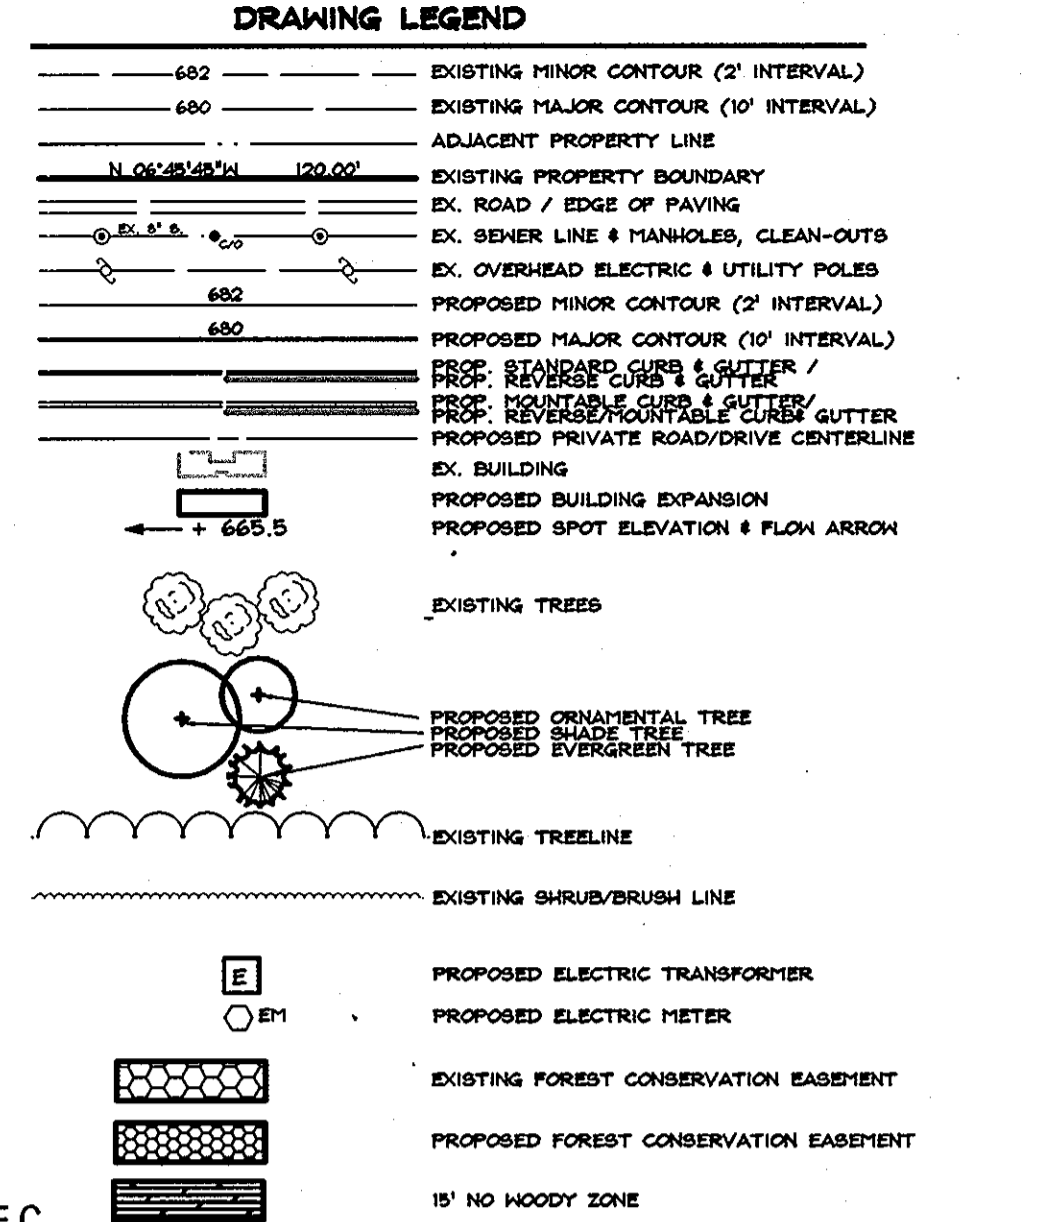 DRAWING LEGEND
682 EXISTING MINOR CONTOUR (2' INTERVAL)
680 EXISTING MAJOR CONTOUR (10' INTERVAL)
ADJACENT PROPERTY LINE
N 06°45'45"W 120.00' EXISTING PROPERTY BOUNDARY
EX. ROAD / EDGE OF PAVING
EX. 8" S. C/O EX. SEWER LINE & MANHOLES, CLEAN-OUTS
EX. OVERHEAD ELECTRIC & UTILITY POLES
682 PROPOSED MINOR CONTOUR (2' INTERVAL)
680 PROPOSED MAJOR CONTOUR (10' INTERVAL)
PROP. STANDARD CURB & GUTTER /
PROP. REVERSE CURB & GUTTER
PROP. MOUNTABLE CURB & GUTTER/
PROP. REVERSE/MOUNTABLE CURB& GUTTER
PROPOSED PRIVATE ROAD/DRIVE CENTERLINE
EX. BUILDING
PROPOSED BUILDING EXPANSION
+ 665.5 PROPOSED SPOT ELEVATION & FLOW ARROW
EXISTING TREES
PROPOSED ORNAMENTAL TREE
PROPOSED SHADE TREE
PROPOSED EVERGREEN TREE
EXISTING TREELINE
EXISTING SHRUB/BRUSH LINE
E PROPOSED ELECTRIC TRANSFORMER
EM PROPOSED ELECTRIC METER
EXISTING FOREST CONSERVATION EASEMENT
PROPOSED FOREST CONSERVATION EASEMENT
15' NO WOODY ZONE